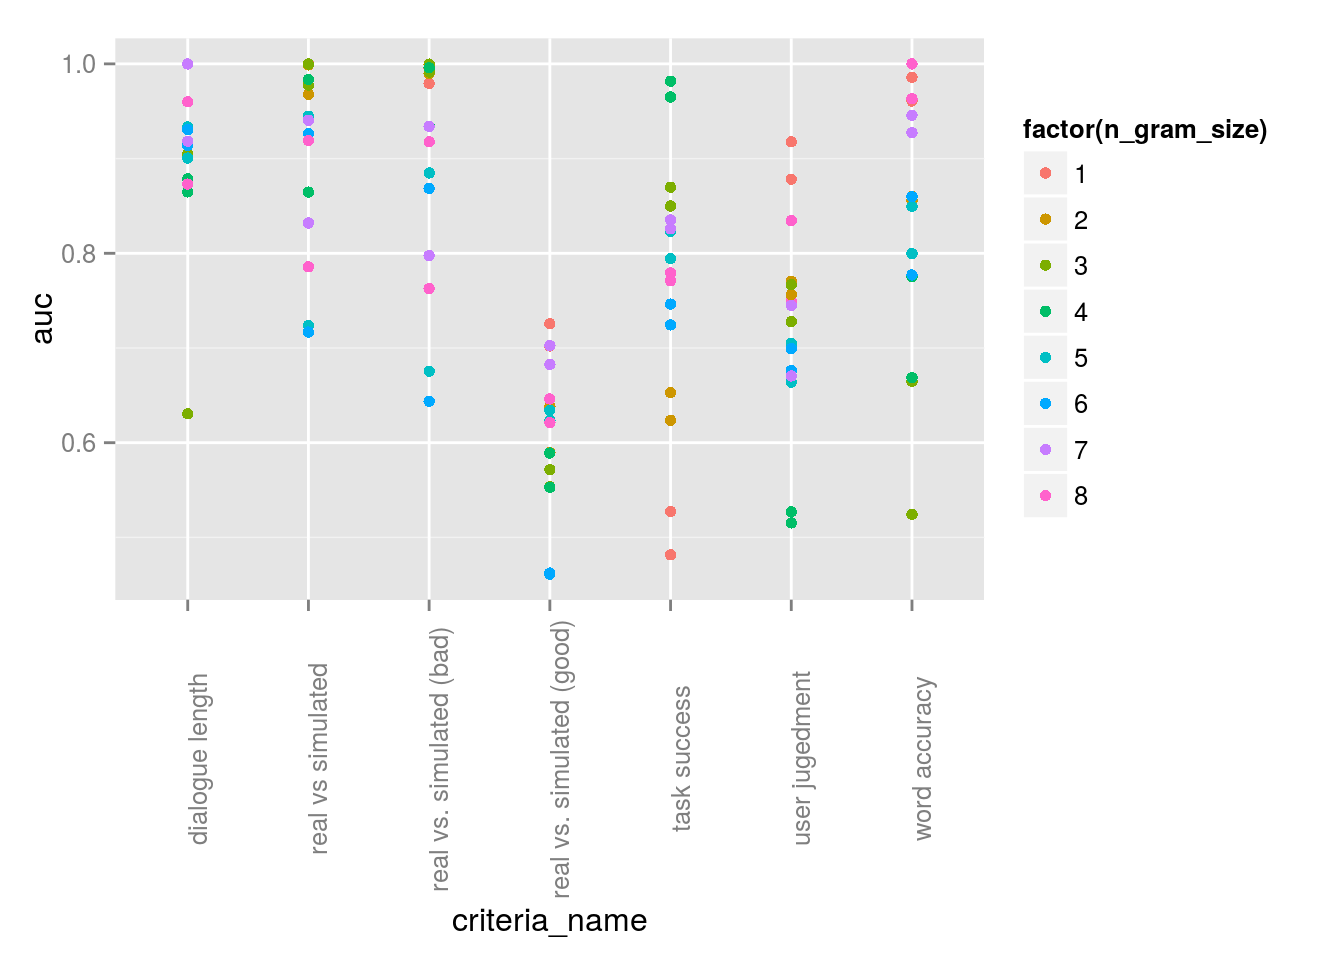 1.0
0.8
0.6
auc
dialogue length
real vs simulated
real vs. simulated (bad)
real vs. simulated (good)
task success
user jugedment
word accuracy
criteria_name
factor(n_gram_size)
1
2
3
4
5
6
7
8